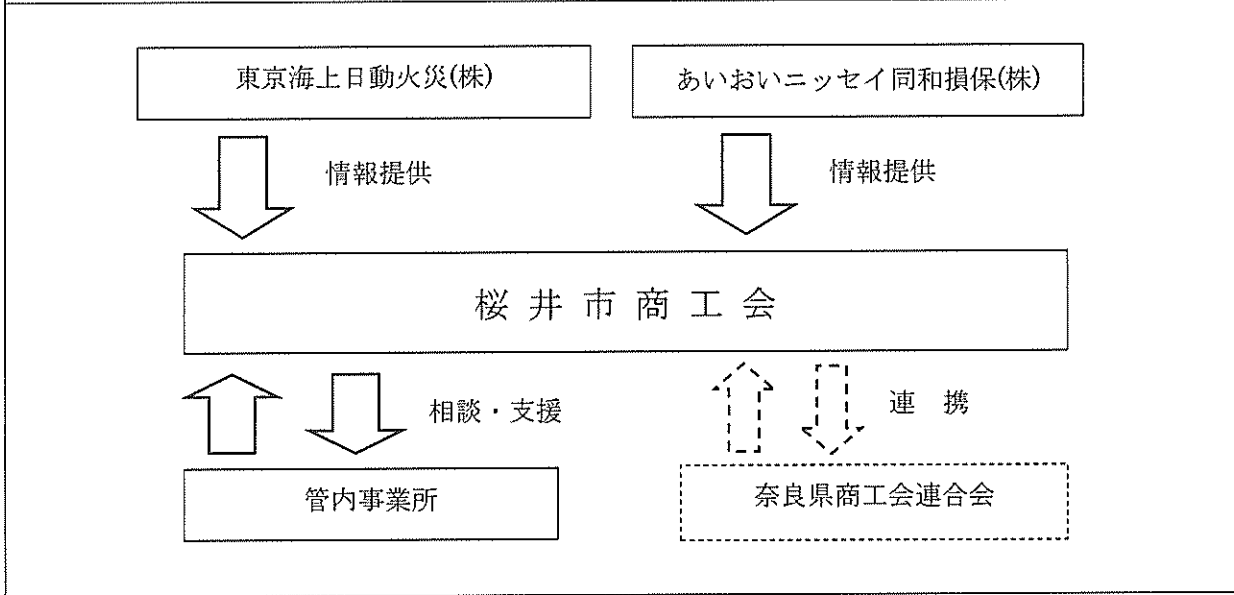 東京海上日動火災(株)
あいおいニッセイ同和損保(株)
情報提供
情報提供
桜井市商工会
相談・支援
連　携
管内事業所
奈良県商工会連合会